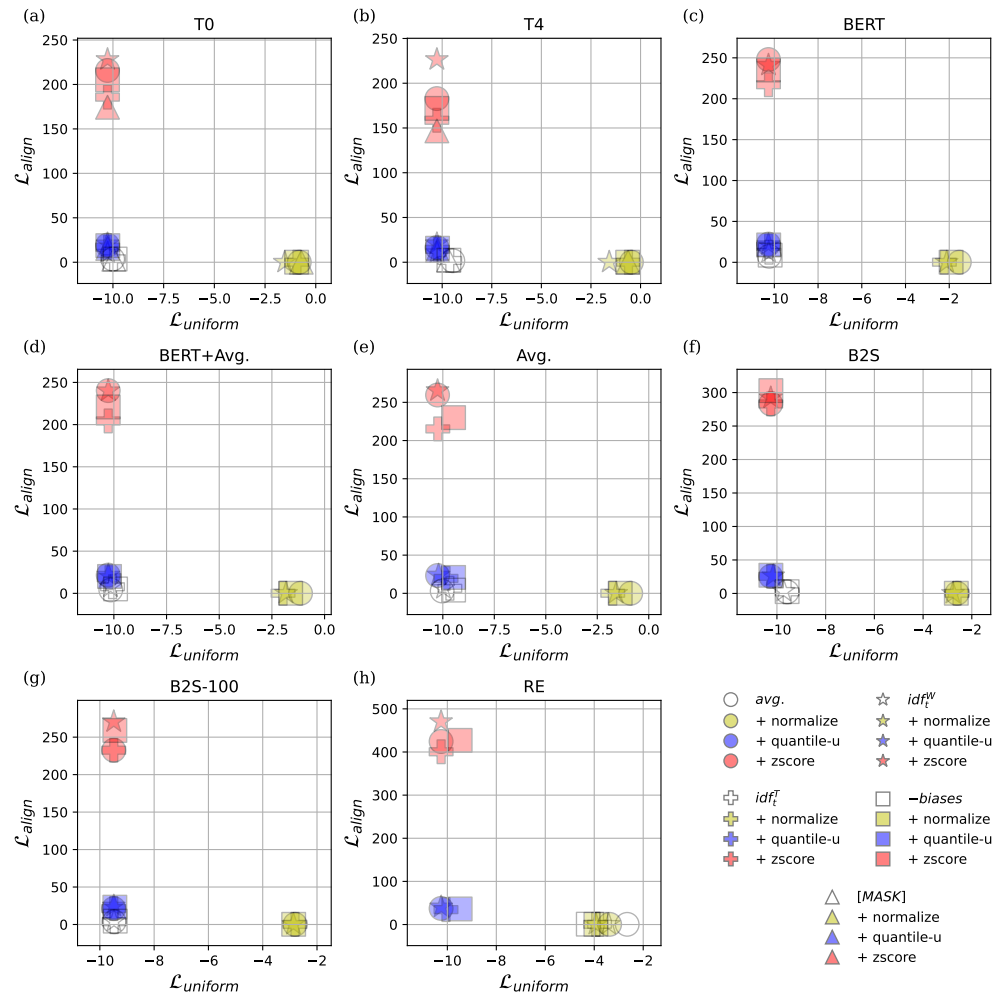 (a) T0
250
200
150
100
50
0
ℒalign
−10.0 −7.5 −5.0 −2.5 0.0
ℒuniform
(b) T4
250
200
150
100
50
0
ℒalign
−10.0 −7.5 −5.0 −2.5 0.0
ℒuniform
(c) BERT
250
200
150
100
50
0
ℒalign
−10 −8 −6 −4 −2
ℒuniform
(d) BERT+Avg.
250
200
150
100
50
0
ℒalign
−10.0 −7.5 −5.0 −2.5 0.0
ℒuniform
(e) Avg.
300
250
200
150
100
50
0
ℒalign
−10.0 −7.5 −5.0 −2.5 0.0
ℒuniform
(f) B2S
300
250
200
150
100
50
0
ℒalign
−10 −8 −6 −4 −2
ℒuniform
(g) B2S-100
250
200
150
100
50
0
ℒalign
−10 −8 −6 −4 −2
ℒuniform
(h) RE
500
400
300
200
100
0
ℒalign
−10 −8 −6 −4 −2
ℒuniform
avg.
+ normalize
+ quantile-u
+ zscore
idf_t^W
+ normalize
+ quantile-u
+ zscore
idf_t^T
+ normalize
+ quantile-u
+ zscore
−biases
+ normalize
+ quantile-u
+ zscore
[MASK]
+ normalize
+ quantile-u
+ zscore